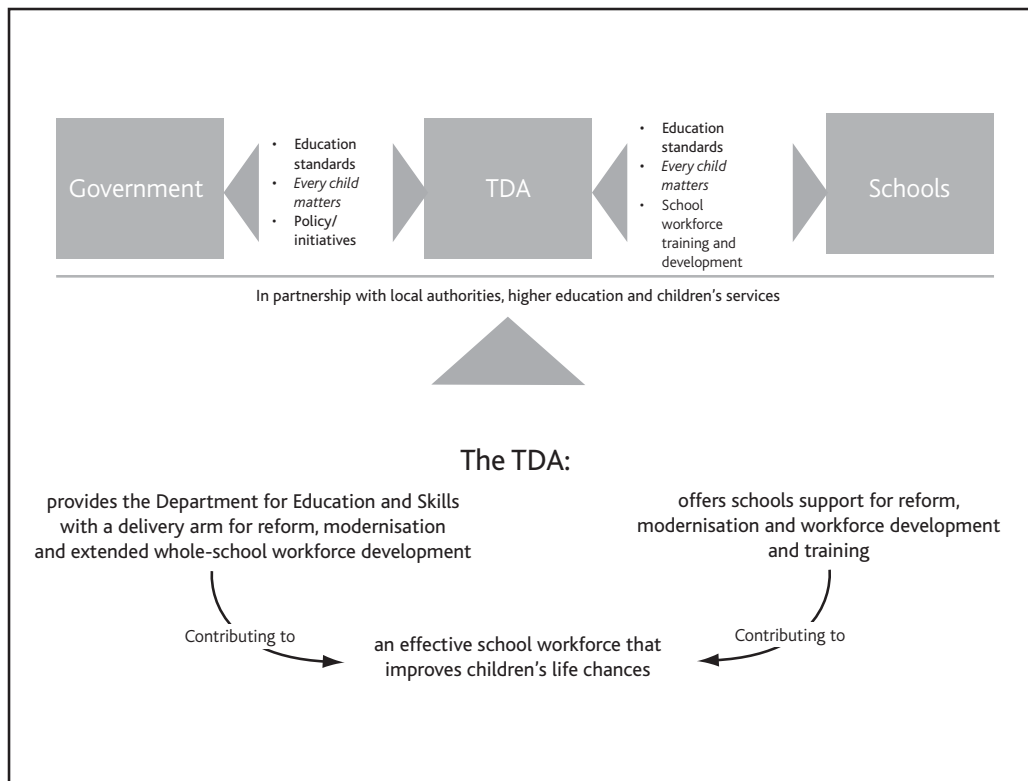 Government
• Education
standards
• Every child
matters
• Policy/
initiatives
TDA
• Education
standards
• Every child
matters
• School
workforce
training and
development
Schools
In partnership with local authorities, higher education and children’s services
The TDA:
provides the Department for Education and Skills
with a delivery arm for reform, modernisation
and extended whole-school workforce development
offers schools support for reform,
modernisation and workforce development
and training
Contributing to
an effective school workforce that
improves children’s life chances
Contributing to